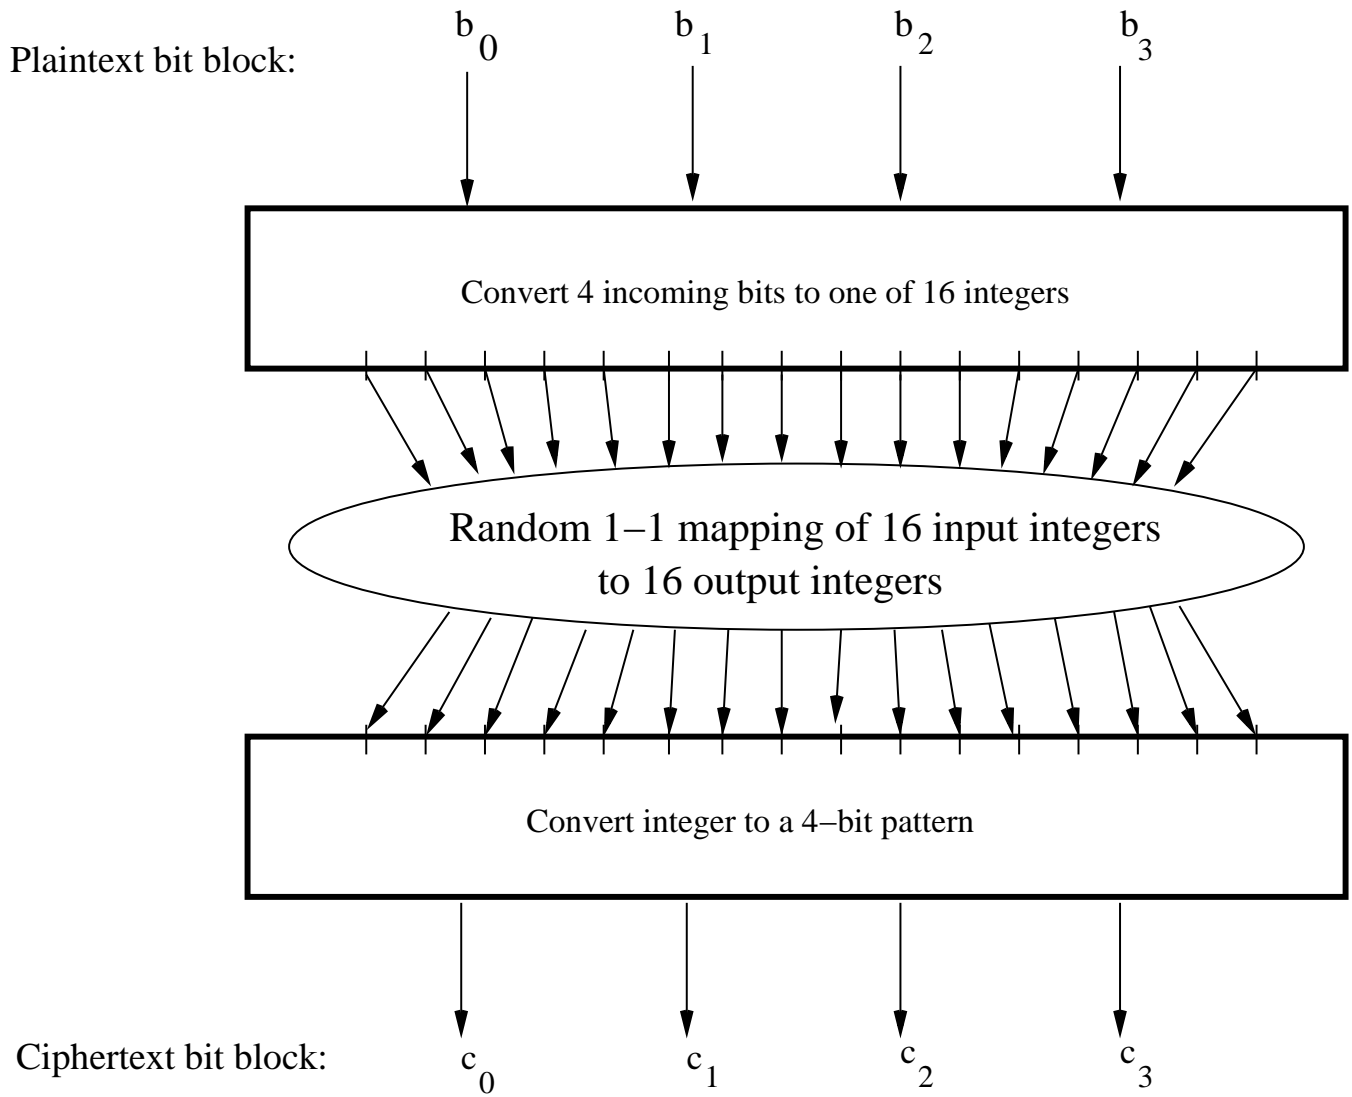 b0 b1 b2 b3
Plaintext bit block:
Convert 4 incoming bits to one of 16 integers
Random 1−1 mapping of 16 input integers
to 16 output integers
Convert integer to a 4−bit pattern
Ciphertext bit block: c0 c1 c2 c3